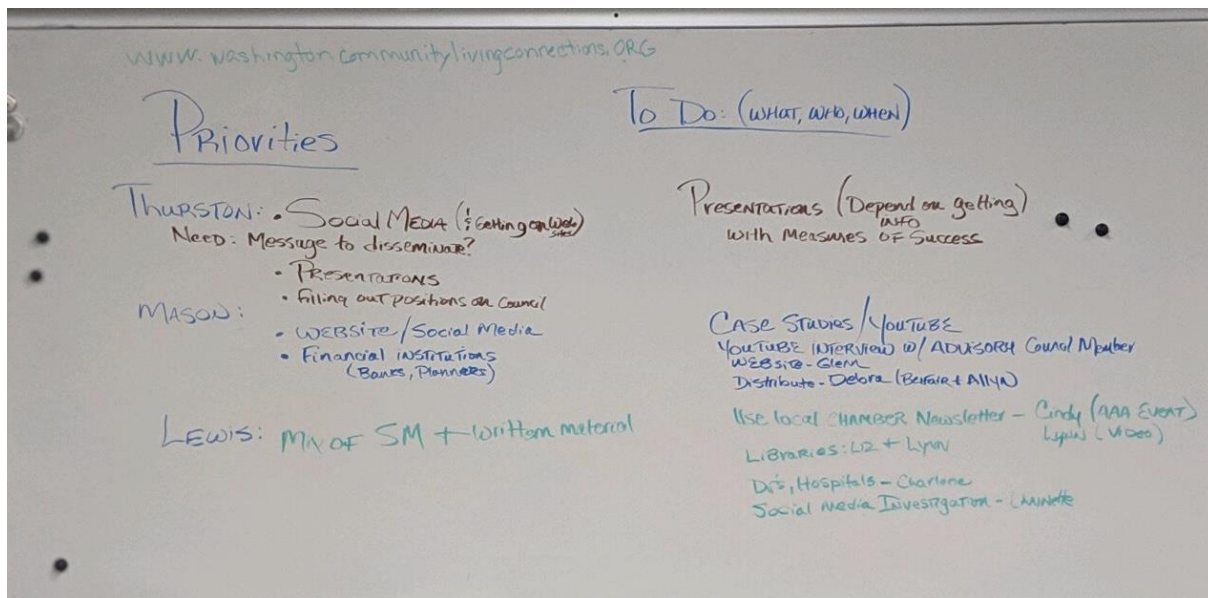 www.washingtoncommunitylivingconnections.ORG
Priorities
THURSTON: • Social Media (& Getting on Web sites)
Need: Message to disseminate?
• Presentations
• Filling out positions on Council
MASON:
• WEBSITE/Social Media
• Financial institutions
(Banks, Planners)
LEWIS: Mix of SM + written material
To Do: (WHAT, WHO, WHEN)
Presentations (Depend on getting)
INFO
with Measures of Success
Case Studies/YouTube
YouTube Interview w/ Advisory Council Member
Website - Glenn
Distribute - Debra (Belfair + Allyn)
Use local CHAMBER Newsletter - Cindy (AAA EVENT)
Lynn (VIDEO)
Libraries: Liz + Lynn
Dr's, Hospitals - Charlene
Social Media Investigation -